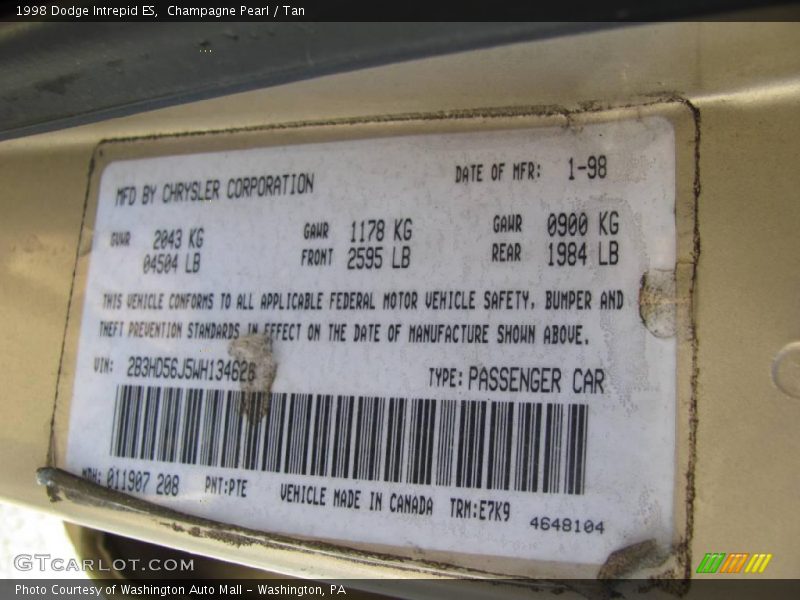 1998 Dodge Intrepid ES,  Champagne Pearl / Tan
MFD BY CHRYSLER CORPORATION DATE OF MFR: 1-98
GVWR 2043 KG GAWR 1178 KG GAWR 0900 KG
04504 LB FRONT 2595 LB REAR 1984 LB
THIS VEHICLE CONFORMS TO ALL APPLICABLE FEDERAL MOTOR VEHICLE SAFETY, BUMPER AND
THEFT PREVENTION STANDARDS IN EFFECT ON THE DATE OF MANUFACTURE SHOWN ABOVE.
VIN: 2B3HD56J5WH134628 TYPE: PASSENGER CAR
MDH: 011907 208 PNT:PTE VEHICLE MADE IN CANADA TRM:E7K9 4648104
GTCarLot.com
Photo Courtesy of Washington Auto Mall - Washington, PA